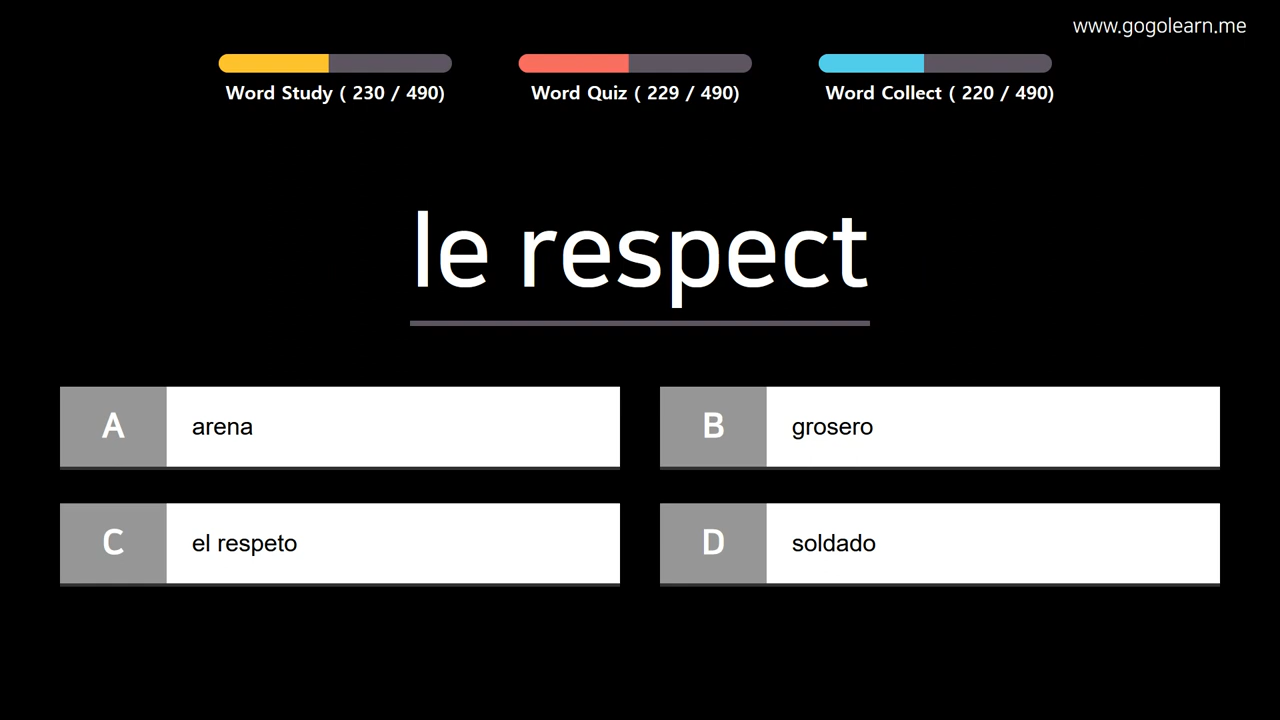 www.gogolearn.me
Word Study ( 230 / 490)
Word Quiz ( 229 / 490)
Word Collect ( 220 / 490)
le respect
A arena
B grosero
C el respeto
D soldado